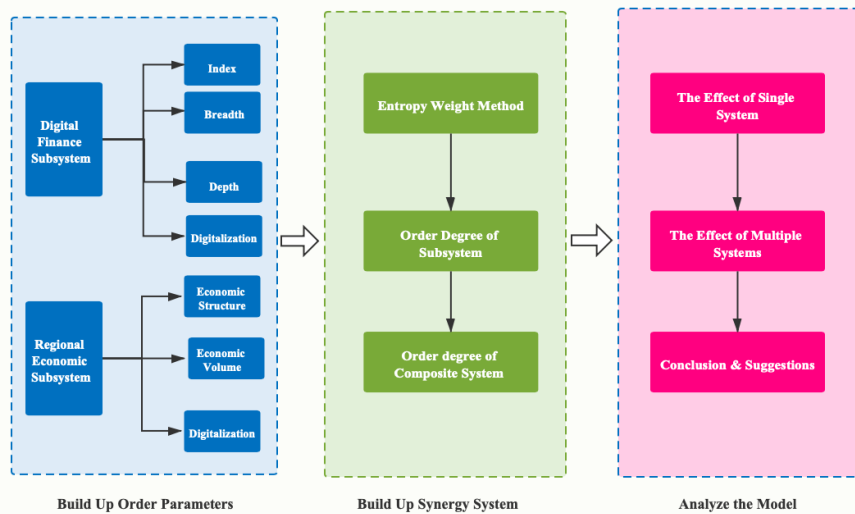 Digital
Finance
Subsystem
Index
Breadth
Depth
Digitalization
Regional
Economic
Subsystem
Economic
Structure
Economic
Volume
Digitalization
Build Up Order Parameters
Entropy Weight Method
Order Degree of
Subsystem
Order degree of
Composite System
Build Up Synergy System
The Effect of Single
System
The Effect of Multiple
Systems
Conclusion & Suggestions
Analyze the Model